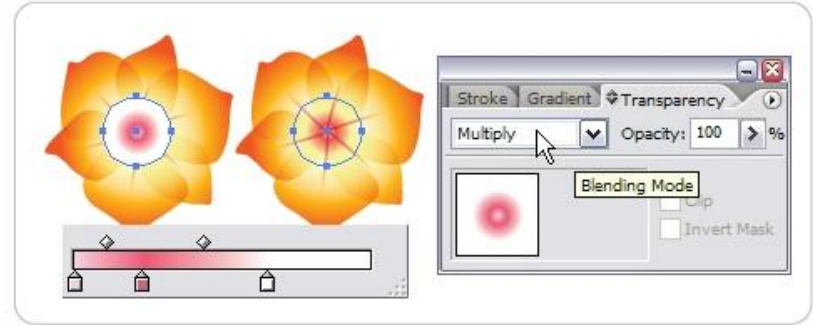 Stroke Gradient Transparency
Multiply Opacity: 100 %
Blending Mode
Clip
Invert Mask